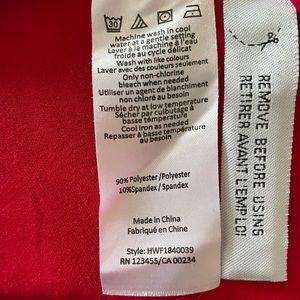 30
Machine wash in cool
water at a gentle setting
Laver à la machine à l'eau
froide au cycle délicat
Wash with like colours
Laver avec des couleurs seulement
Only non-chlorine
bleach when needed
Utiliser un agent de blanchiment
non chloré au besoin
Tumble dry at low temperature
Sécher par culbutage à
basse température
Cool iron as needed
Repasser à basse température
au besoin
90% Polyester /Polyester
10%Spandex / Spandex
Made in China
Fabriqué en Chine
Style: HWF1840039
RN 123455/CA 00234
REMOVE BEFORE USING
RETIRER AVANT L'EMPLOI